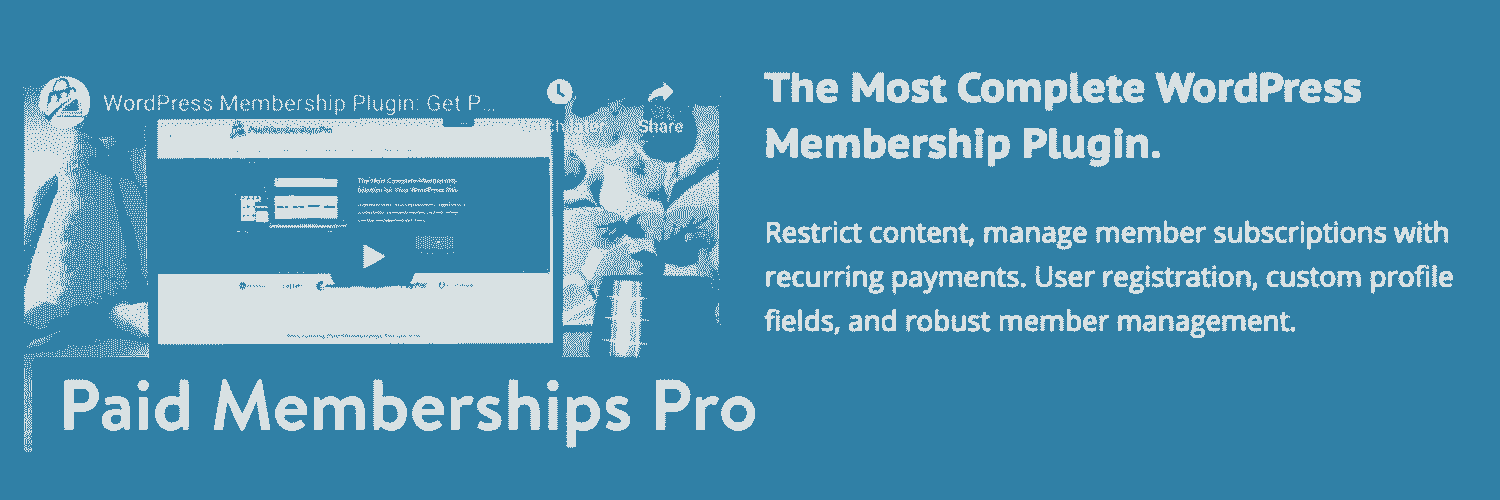 WordPress Membership Plugin: Get P...
Share
The Most Complete WordPress
Membership Plugin.
Restrict content, manage member subscriptions with
recurring payments. User registration, custom profile
fields, and robust member management.
Paid Memberships Pro